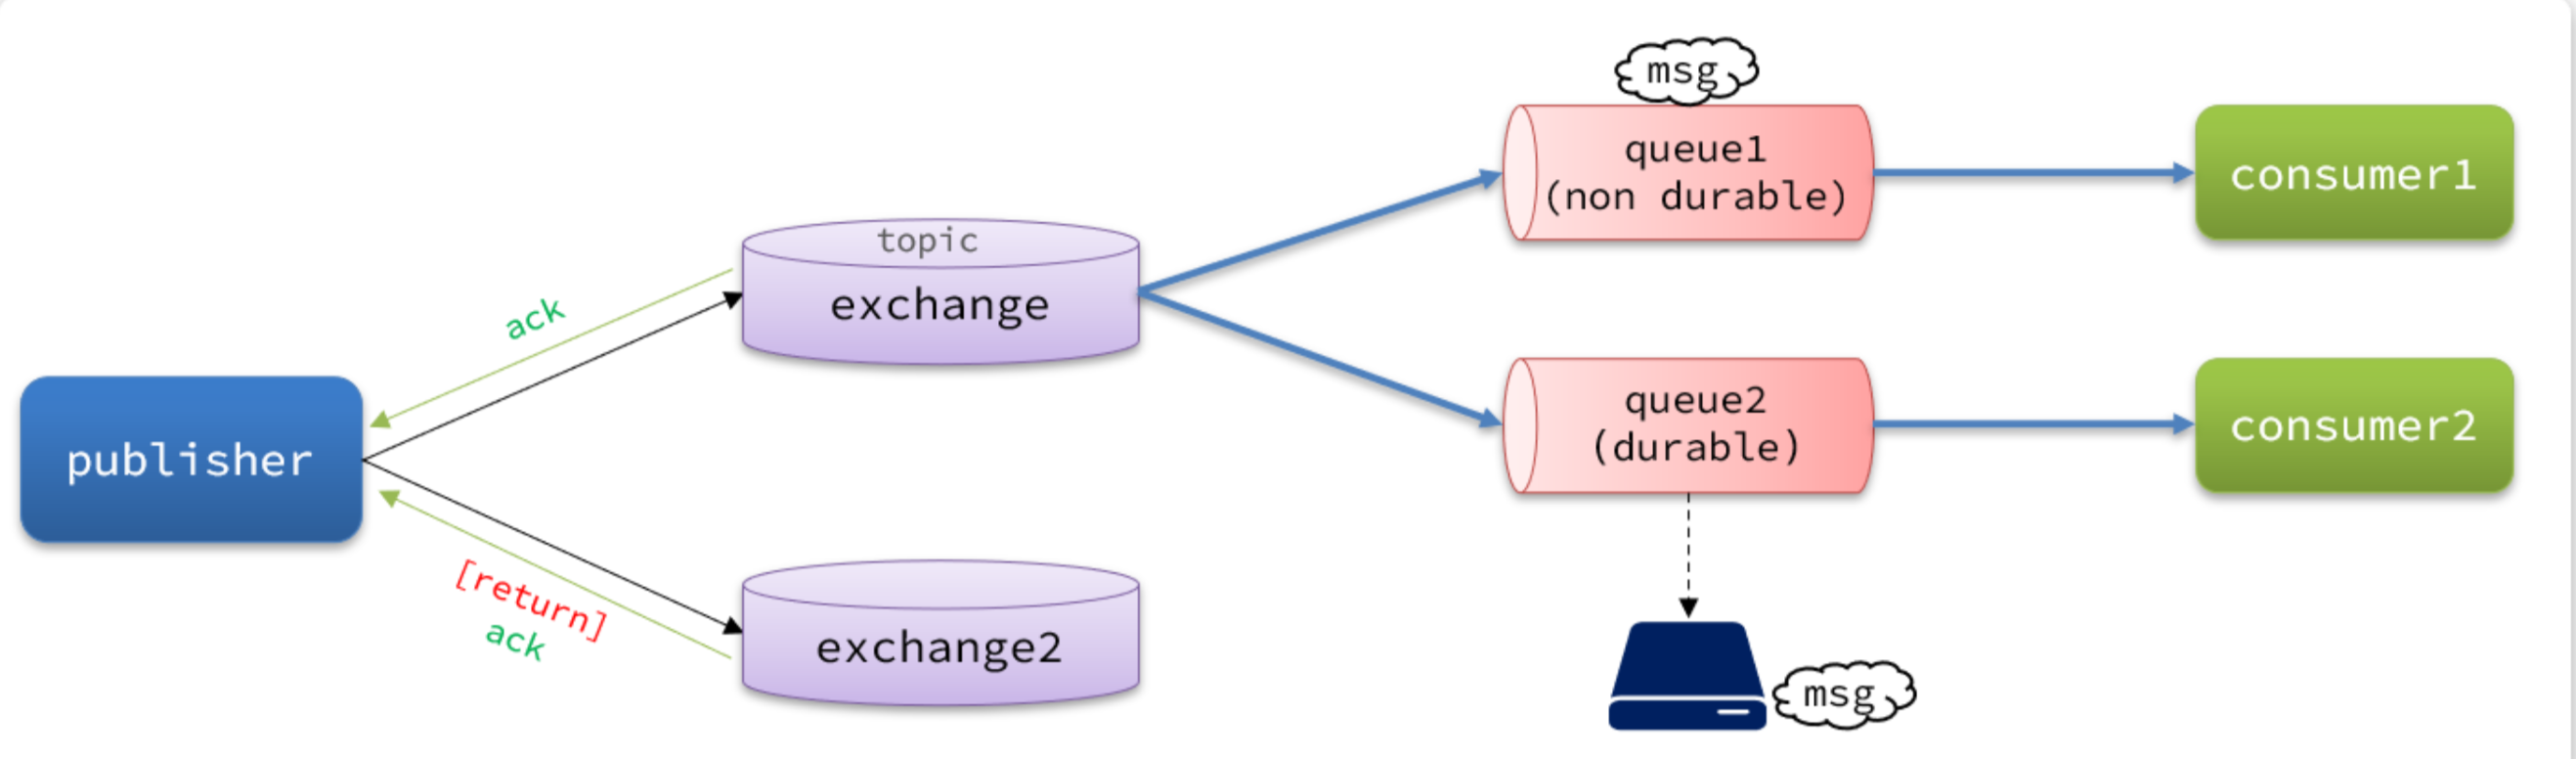 msg
queue1
(non durable)
consumer1
topic
exchange
ack
queue2
(durable)
consumer2
publisher
[return]
ack
exchange2
msg